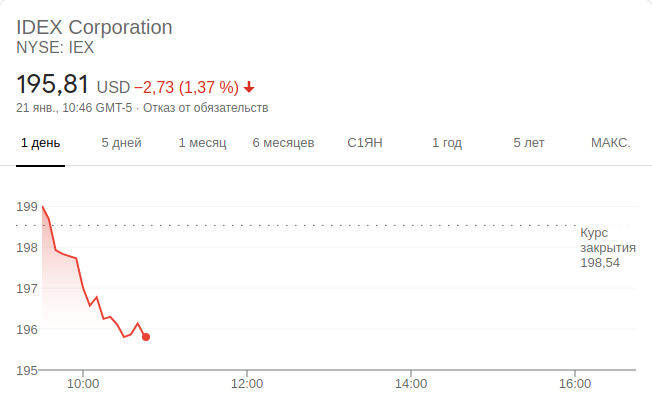 IDEX Corporation
NYSE: IEX
195,81 USD −2,73 (1,37 %)
21 янв., 10:46 GMT-5 · Отказ от обязательств
1 день 5 дней 1 месяц 6 месяцев С1ЯН 1 год 5 лет МАКС.
199
198
197
196
195
Курс
закрытия
198,54
10:00 12:00 14:00 16:00